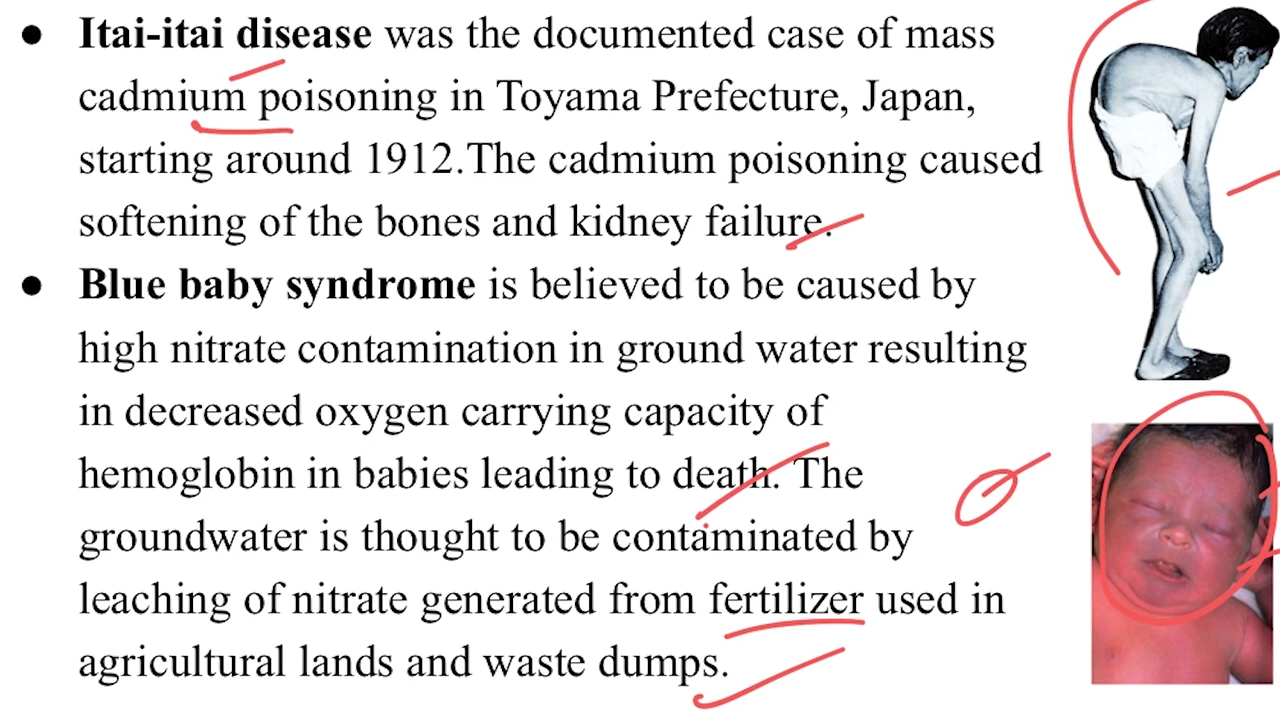 ● Itai-itai disease was the documented case of mass
cadmium poisoning in Toyama Prefecture, Japan,
starting around 1912.The cadmium poisoning caused
softening of the bones and kidney failure.
● Blue baby syndrome is believed to be caused by
high nitrate contamination in ground water resulting
in decreased oxygen carrying capacity of
hemoglobin in babies leading to death. The
groundwater is thought to be contaminated by
leaching of nitrate generated from fertilizer used in
agricultural lands and waste dumps.